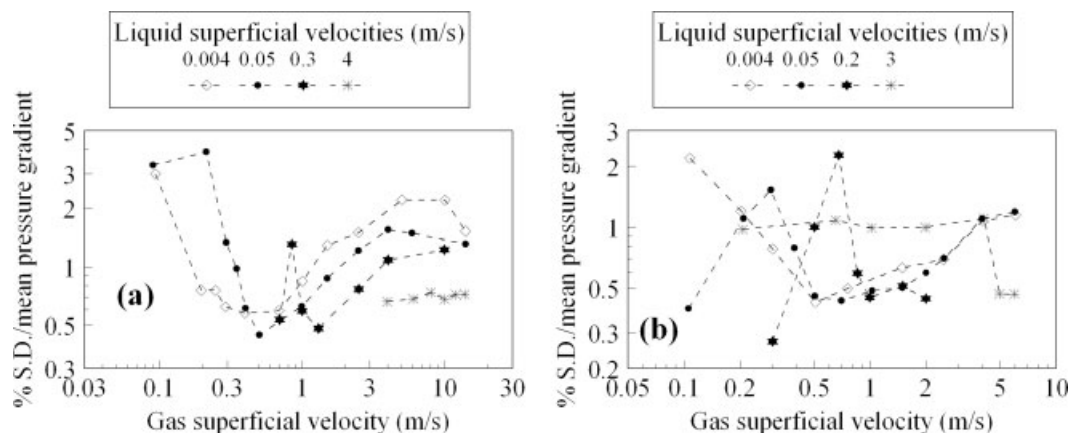 Liquid superficial velocities (m/s)
0.004 0.05 0.3 4
% S.D./mean pressure gradient
5
3
2
1
0.5
0.3
(a)
0.03 0.1 0.3 1 3 10 30
Gas superficial velocity (m/s)
Liquid superficial velocities (m/s)
0.004 0.05 0.2 3
% S.D./mean pressure gradient
3
2
1
0.5
0.3
0.2
(b)
0.05 0.1 0.2 0.5 1 2 5 10
Gas superficial velocity (m/s)